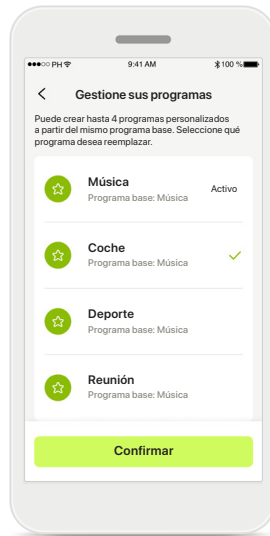 ●●●○○ PH 9:41 AM 100 %
Gestione sus programas
Puede crear hasta 4 programas personalizados
a partir del mismo programa base. Seleccione qué
programa desea reemplazar.
Música
Programa base: Música
Activo
Coche
Programa base: Música
Deporte
Programa base: Música
Reunión
Programa base: Música
Confirmar